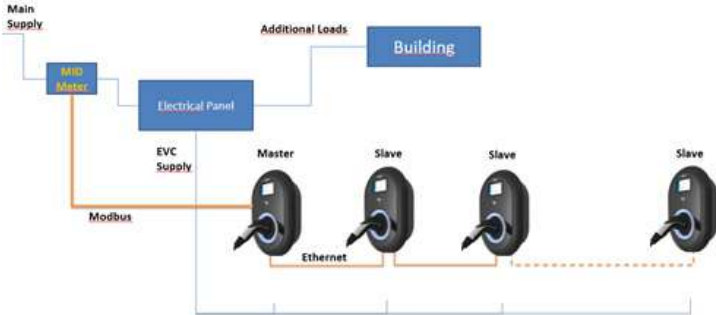 Main
Supply
Additional Loads
Building
MID
Meter
Electrical Panel
EVC
Supply
Master
Slave
Slave
Slave
Modbus
Ethernet